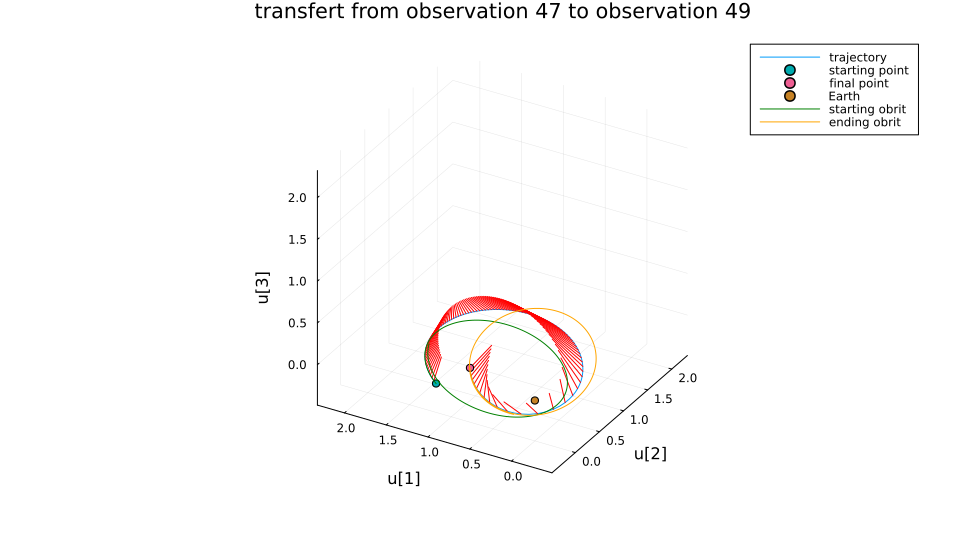 transfert from observation 47 to observation 49
trajectory
starting point
final point
Earth
starting obrit
ending obrit
u[3]
2.0
1.5
1.0
0.5
0.0
2.0
1.5
1.0
0.5
0.0
u[1]
0.0
0.5
1.0
1.5
2.0
u[2]